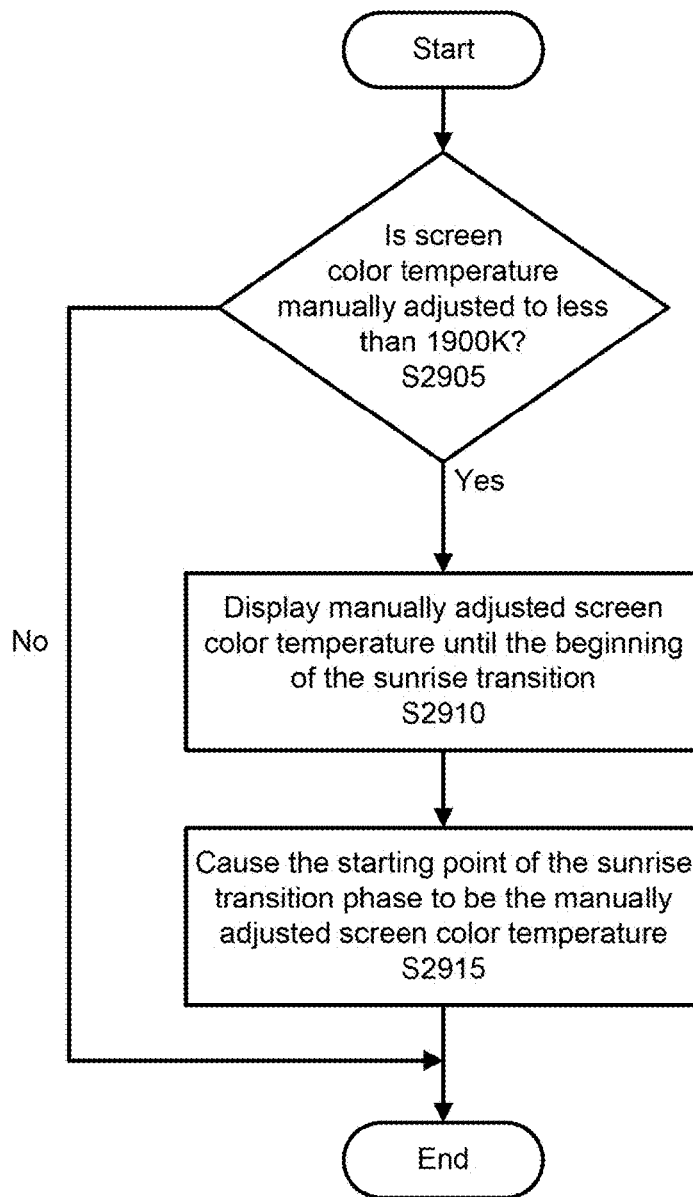 Start
Is screen
color temperature
manually adjusted to less
than 1900K?
S2905
Yes
No
Display manually adjusted screen
color temperature until the beginning
of the sunrise transition
S2910
Cause the starting point of the sunrise
transition phase to be the manually
adjusted screen color temperature
S2915
End